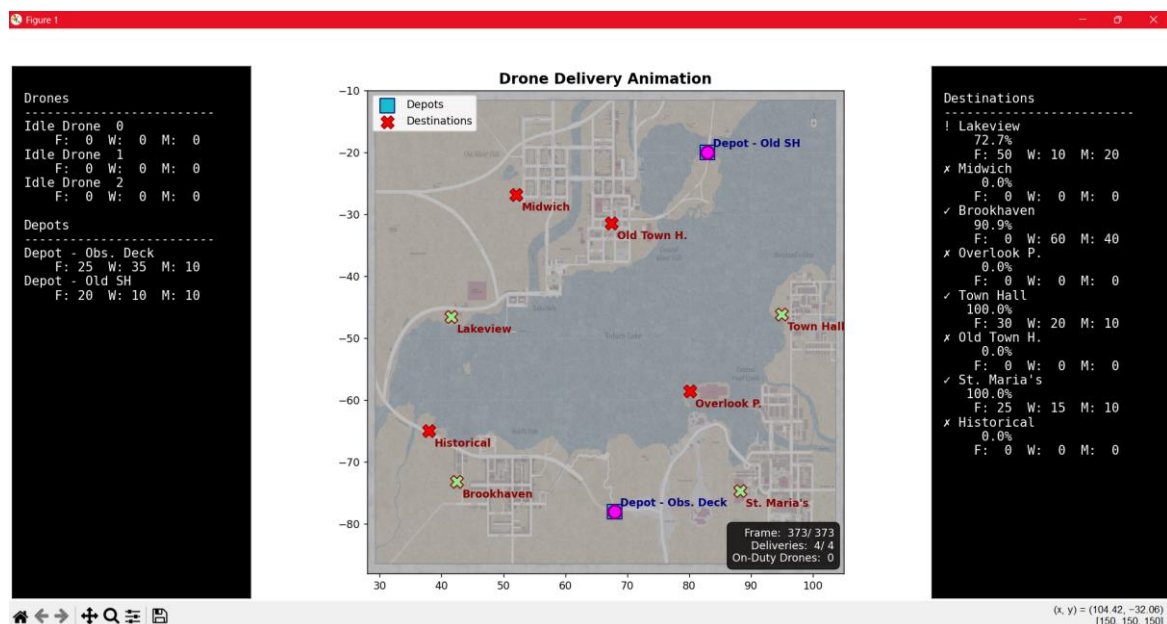 Figure 1
Drones
--------------------------
Idle Drone 0
F: 0 W: 0 M: 0
Idle Drone 1
F: 0 W: 0 M: 0
Idle Drone 2
F: 0 W: 0 M: 0
Depots
--------------------------
Depot - Obs. Deck
F: 25 W: 35 M: 10
Depot - Old SH
F: 20 W: 10 M: 10
Drone Delivery Animation
Depots
Destinations
−10
−20
−30
−40
−50
−60
−70
−80
30 40 50 60 70 80 90 100
Depot - Old SH
Midwich
Old Town H.
Lakeview
Town Hall
Overlook P.
Historical
Brookhaven
Depot - Obs. Deck
St. Maria's
Toluca Lake
Frame: 373/ 373
Deliveries: 4/ 4
On-Duty Drones: 0
Destinations
--------------------------
! Lakeview
72.7%
F: 50 W: 10 M: 20
✗ Midwich
0.0%
F: 0 W: 0 M: 0
✓ Brookhaven
90.9%
F: 0 W: 60 M: 40
✗ Overlook P.
0.0%
F: 0 W: 0 M: 0
✓ Town Hall
100.0%
F: 30 W: 20 M: 10
✗ Old Town H.
0.0%
F: 0 W: 0 M: 0
✓ St. Maria's
100.0%
F: 25 W: 15 M: 10
✗ Historical
0.0%
F: 0 W: 0 M: 0
(x, y) = (104.42, −32.06)
[150, 150, 150]